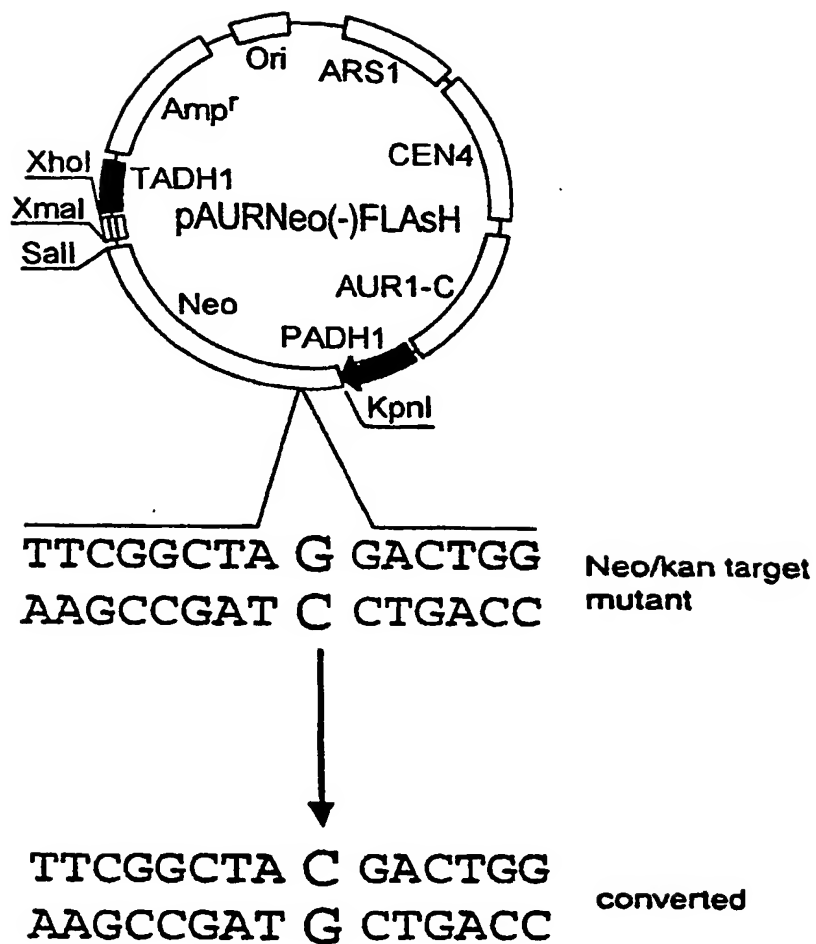 Ori
ARS1
Ampr
CEN4
XhoI
TADH1
XmaI
pAURNeo(-)FLAsH
SalI
AUR1-C
Neo
PADH1
KpnI
TTCGGCTA G GACTGG
AAGCCGAT C CTGACC
Neo/kan target
mutant
TTCGGCTA C GACTGG
AAGCCGAT G CTGACC
converted